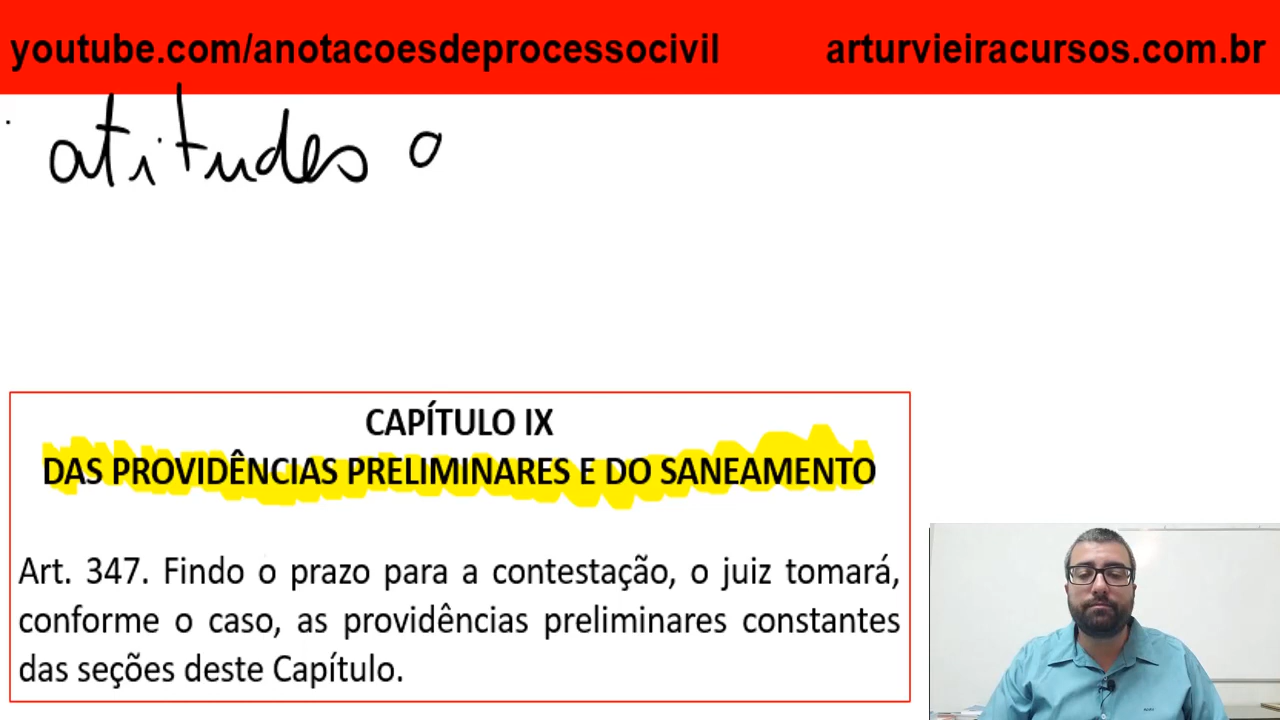 youtube.com/anotacoesdeprocessocivil arturvieiracursos.com.br
atitudes o
CAPÍTULO IX
DAS PROVIDÊNCIAS PRELIMINARES E DO SANEAMENTO
Art. 347. Findo o prazo para a contestação, o juiz tomará,
conforme o caso, as providências preliminares constantes
das seções deste Capítulo.